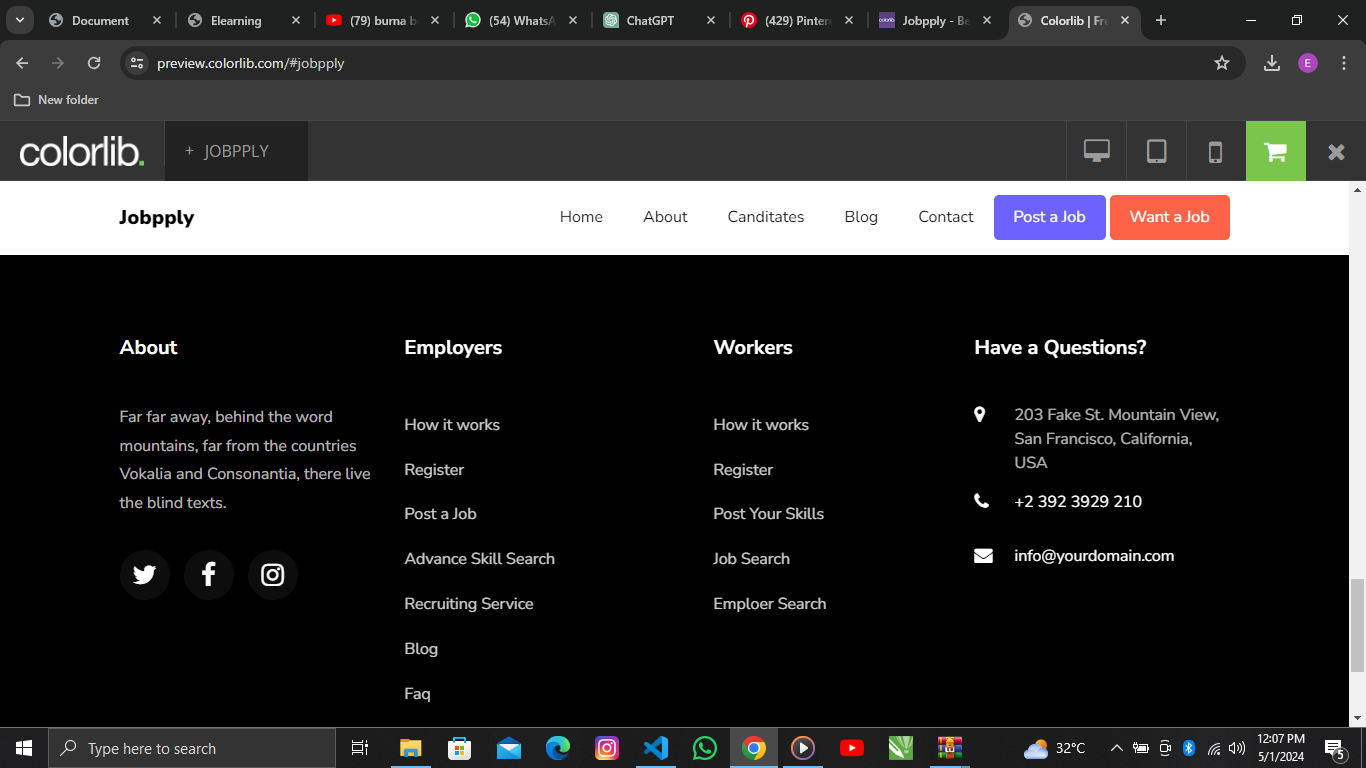 Document
Elearning
(79) burna b
(54) WhatsA
ChatGPT
(429) Pinter
Jobpply - Be
Colorlib | Fre
preview.colorlib.com/#jobpply
E
New folder
colorlib.
+ JOBPPLY
Jobpply
Home
About
Canditates
Blog
Contact
Post a Job
Want a Job
About
Far far away, behind the word
mountains, far from the countries
Vokalia and Consonantia, there live
the blind texts.
Employers
How it works
Register
Post a Job
Advance Skill Search
Recruiting Service
Blog
Faq
Workers
How it works
Register
Post Your Skills
Job Search
Emploer Search
Have a Questions?
203 Fake St. Mountain View,
San Francisco, California,
USA
+2 392 3929 210
info@yourdomain.com
Type here to search
32°C
12:07 PM
5/1/2024
5